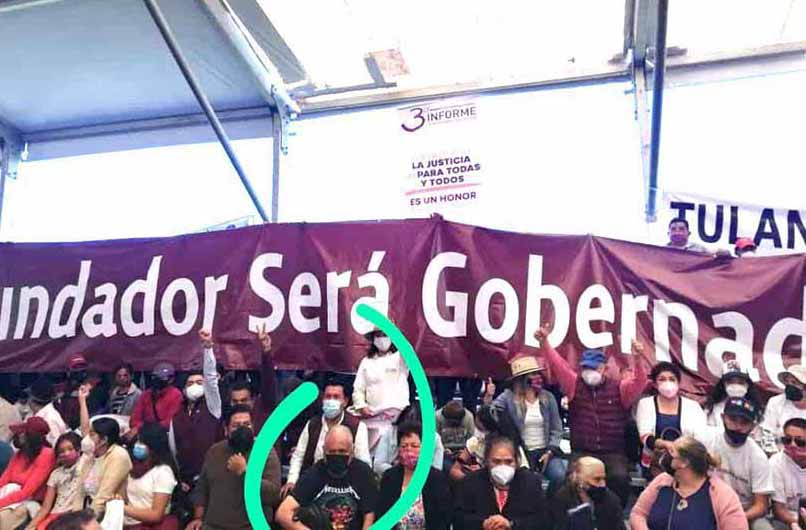 3 INFORME
LA JUSTICIA
PARA TODAS
Y TODOS
ES UN HONOR
TULAN
undador Será Gobernad